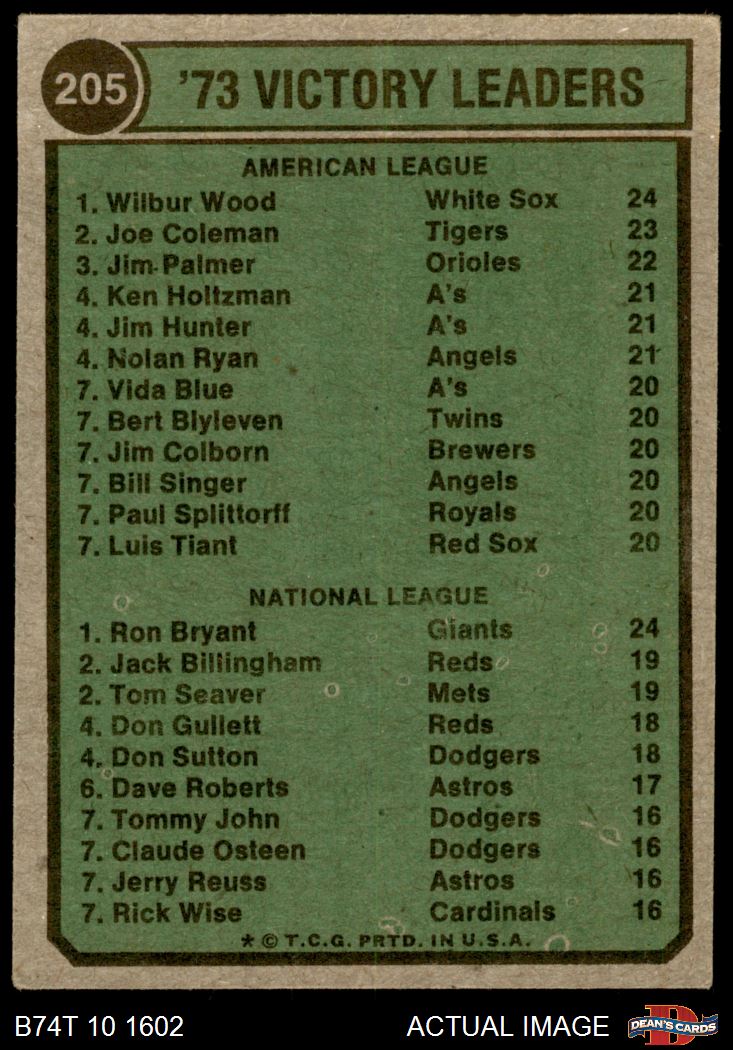 205 '73 VICTORY LEADERS
AMERICAN LEAGUE
1. Wilbur Wood White Sox 24
2. Joe Coleman Tigers 23
3. Jim Palmer Orioles 22
4. Ken Holtzman A's 21
4. Jim Hunter A's 21
4. Nolan Ryan Angels 21
7. Vida Blue A's 20
7. Bert Blyleven Twins 20
7. Jim Colborn Brewers 20
7. Bill Singer Angels 20
7. Paul Splittorff Royals 20
7. Luis Tiant Red Sox 20
NATIONAL LEAGUE
1. Ron Bryant Giants 24
2. Jack Billingham Reds 19
2. Tom Seaver Mets 19
4. Don Gullett Reds 18
4. Don Sutton Dodgers 18
6. Dave Roberts Astros 17
7. Tommy John Dodgers 16
7. Claude Osteen Dodgers 16
7. Jerry Reuss Astros 16
7. Rick Wise Cardinals 16
* © T.C.G. PRTD. IN U.S.A.
B74T 10 1602 ACTUAL IMAGE D DEAN'S CARDS